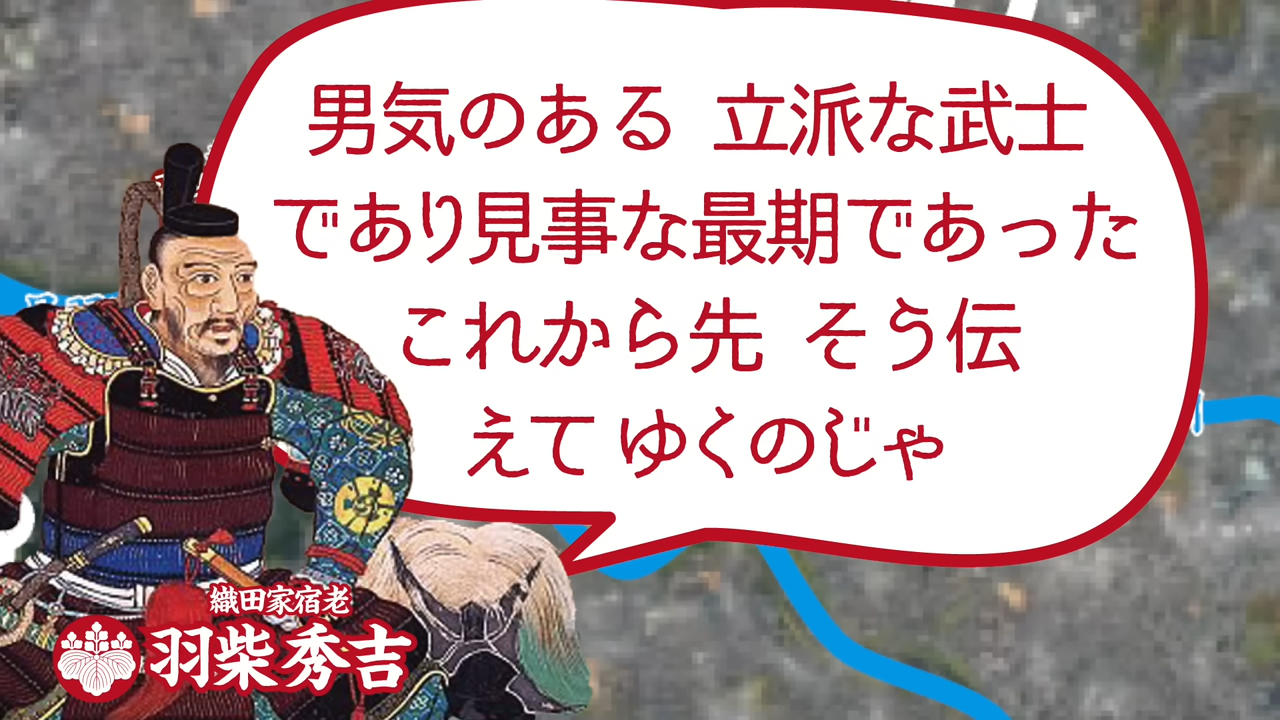 男気のある 立派な武士
であり見事な最期であった
これから先 そう伝
えて ゆくのじゃ
織田家宿老
羽柴秀吉